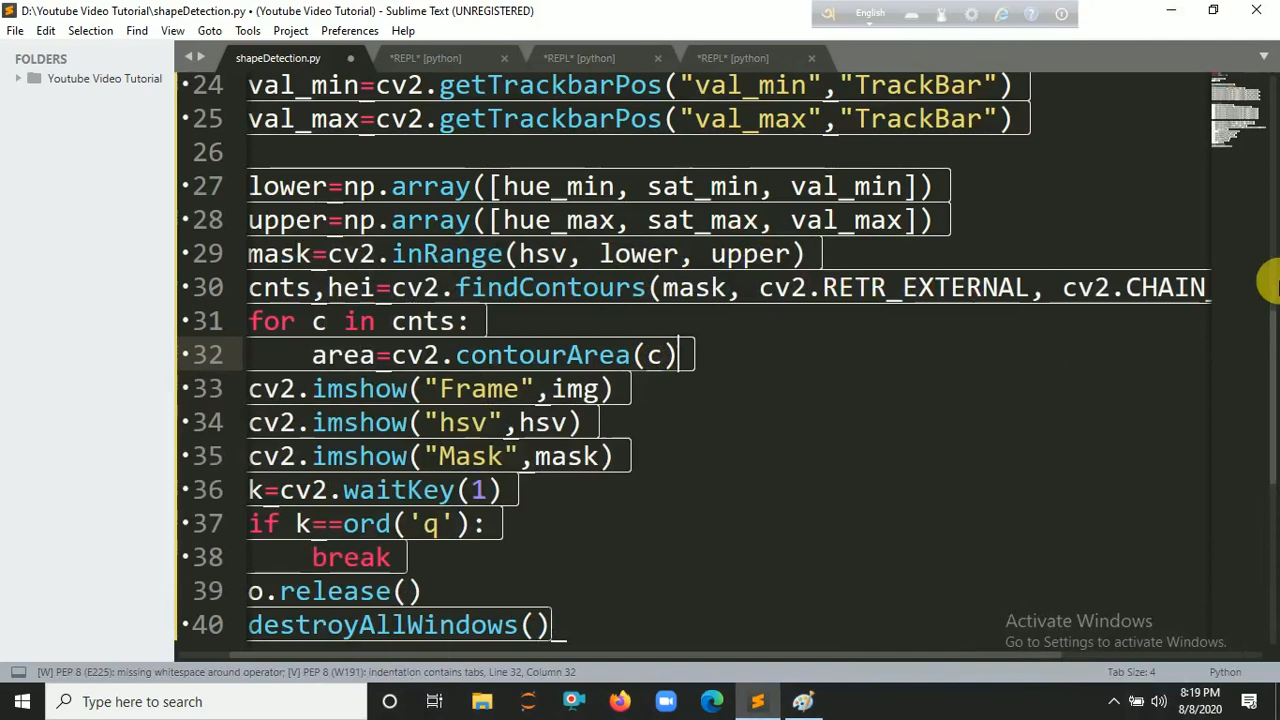 D:\Youtube Video Tutorial\shapeDetection.py • (Youtube Video Tutorial) - Sublime Text (UNREGISTERED)
English
File Edit Selection Find View Goto Tools Project Preferences Help
FOLDERS
Youtube Video Tutorial
shapeDetection.py
*REPL* [python]
*REPL* [python]
*REPL* [python]
24 val_min=cv2.getTrackbarPos("val_min","TrackBar")
25 val_max=cv2.getTrackbarPos("val_max","TrackBar")
26
27 lower=np.array([hue_min, sat_min, val_min])
28 upper=np.array([hue_max, sat_max, val_max])
29 mask=cv2.inRange(hsv, lower, upper)
30 cnts,hei=cv2.findContours(mask, cv2.RETR_EXTERNAL, cv2.CHAIN_
31 for c in cnts:
32 area=cv2.contourArea(c)
33 cv2.imshow("Frame",img)
34 cv2.imshow("hsv",hsv)
35 cv2.imshow("Mask",mask)
36 k=cv2.waitKey(1)
37 if k==ord('q'):
38 break
39 o.release()
40 destroyAllWindows()
Activate Windows
Go to Settings to activate Windows.
[W] PEP 8 (E225): missing whitespace around operator; [V] PEP 8 (W191): indentation contains tabs, Line 32, Column 32
Tab Size: 4
Python
Type here to search
8:19 PM
8/8/2020